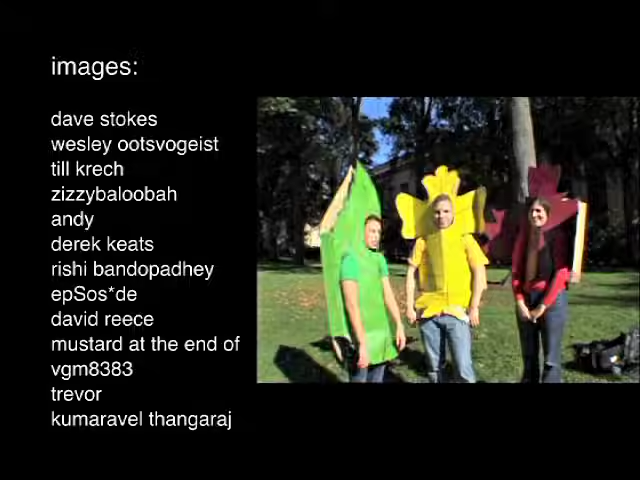 images:
dave stokes
wesley ootsvogeist
till krech
zizzybaloobah
andy
derek keats
rishi bandopadhey
epSos*de
david reece
mustard at the end of
vgm8383
trevor
kumaravel thangaraj